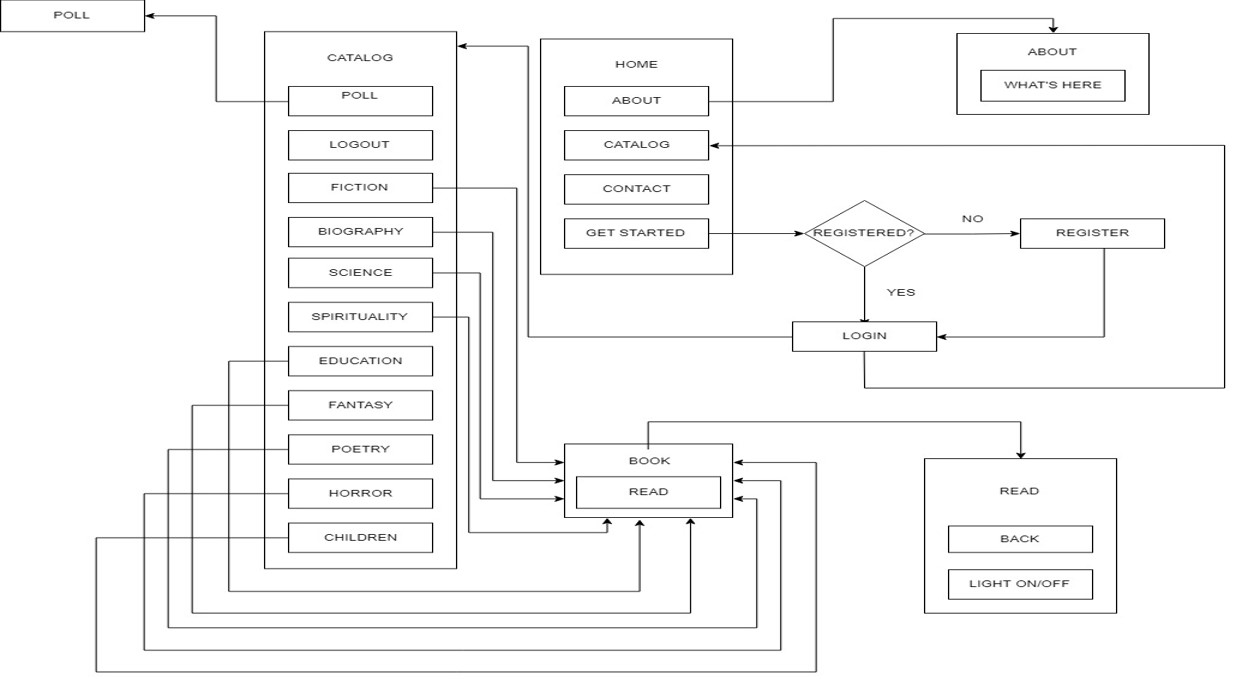 POLL
CATALOG
POLL
LOGOUT
FICTION
BIOGRAPHY
SCIENCE
SPIRITUALITY
EDUCATION
FANTASY
POETRY
HORROR
CHILDREN
HOME
ABOUT
CATALOG
CONTACT
GET STARTED
ABOUT
WHAT'S HERE
REGISTERED?
NO
REGISTER
YES
LOGIN
BOOK
READ
READ
BACK
LIGHT ON/OFF